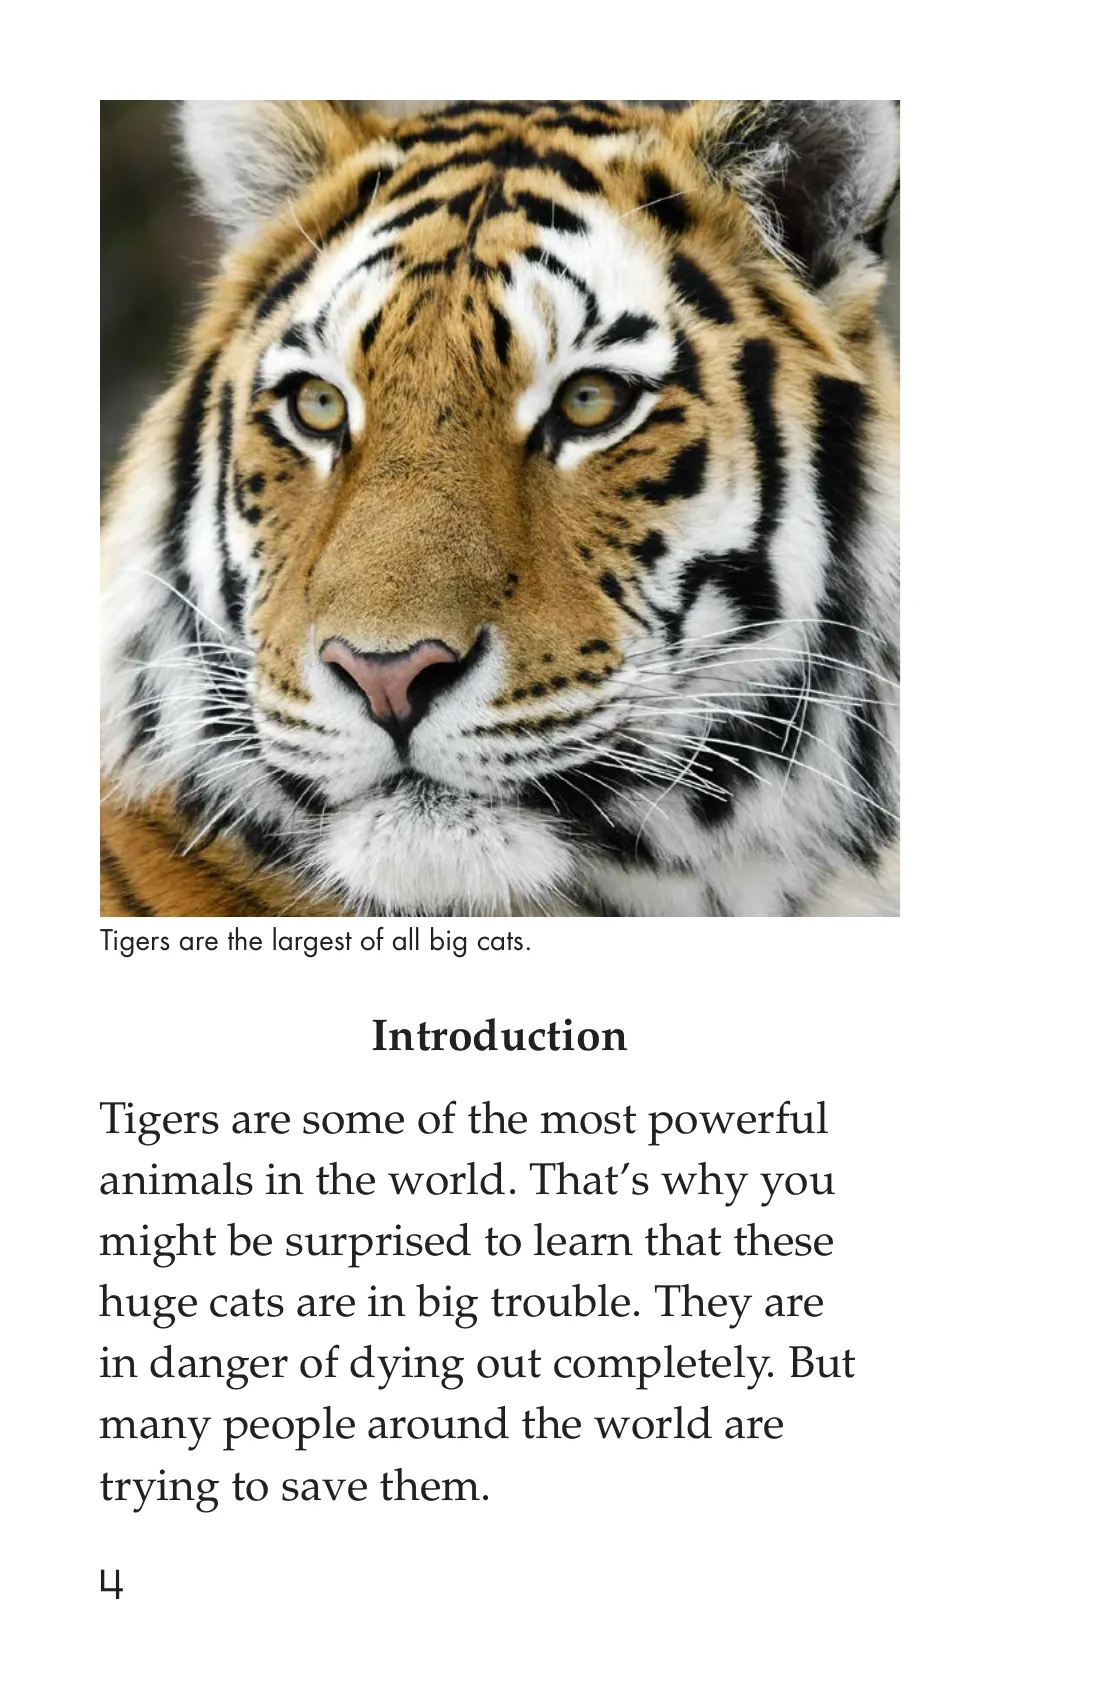 Tigers are the largest of all big cats.
Introduction
Tigers are some of the most powerful
animals in the world. That’s why you
might be surprised to learn that these
huge cats are in big trouble. They are
in danger of dying out completely. But
many people around the world are
trying to save them.
4